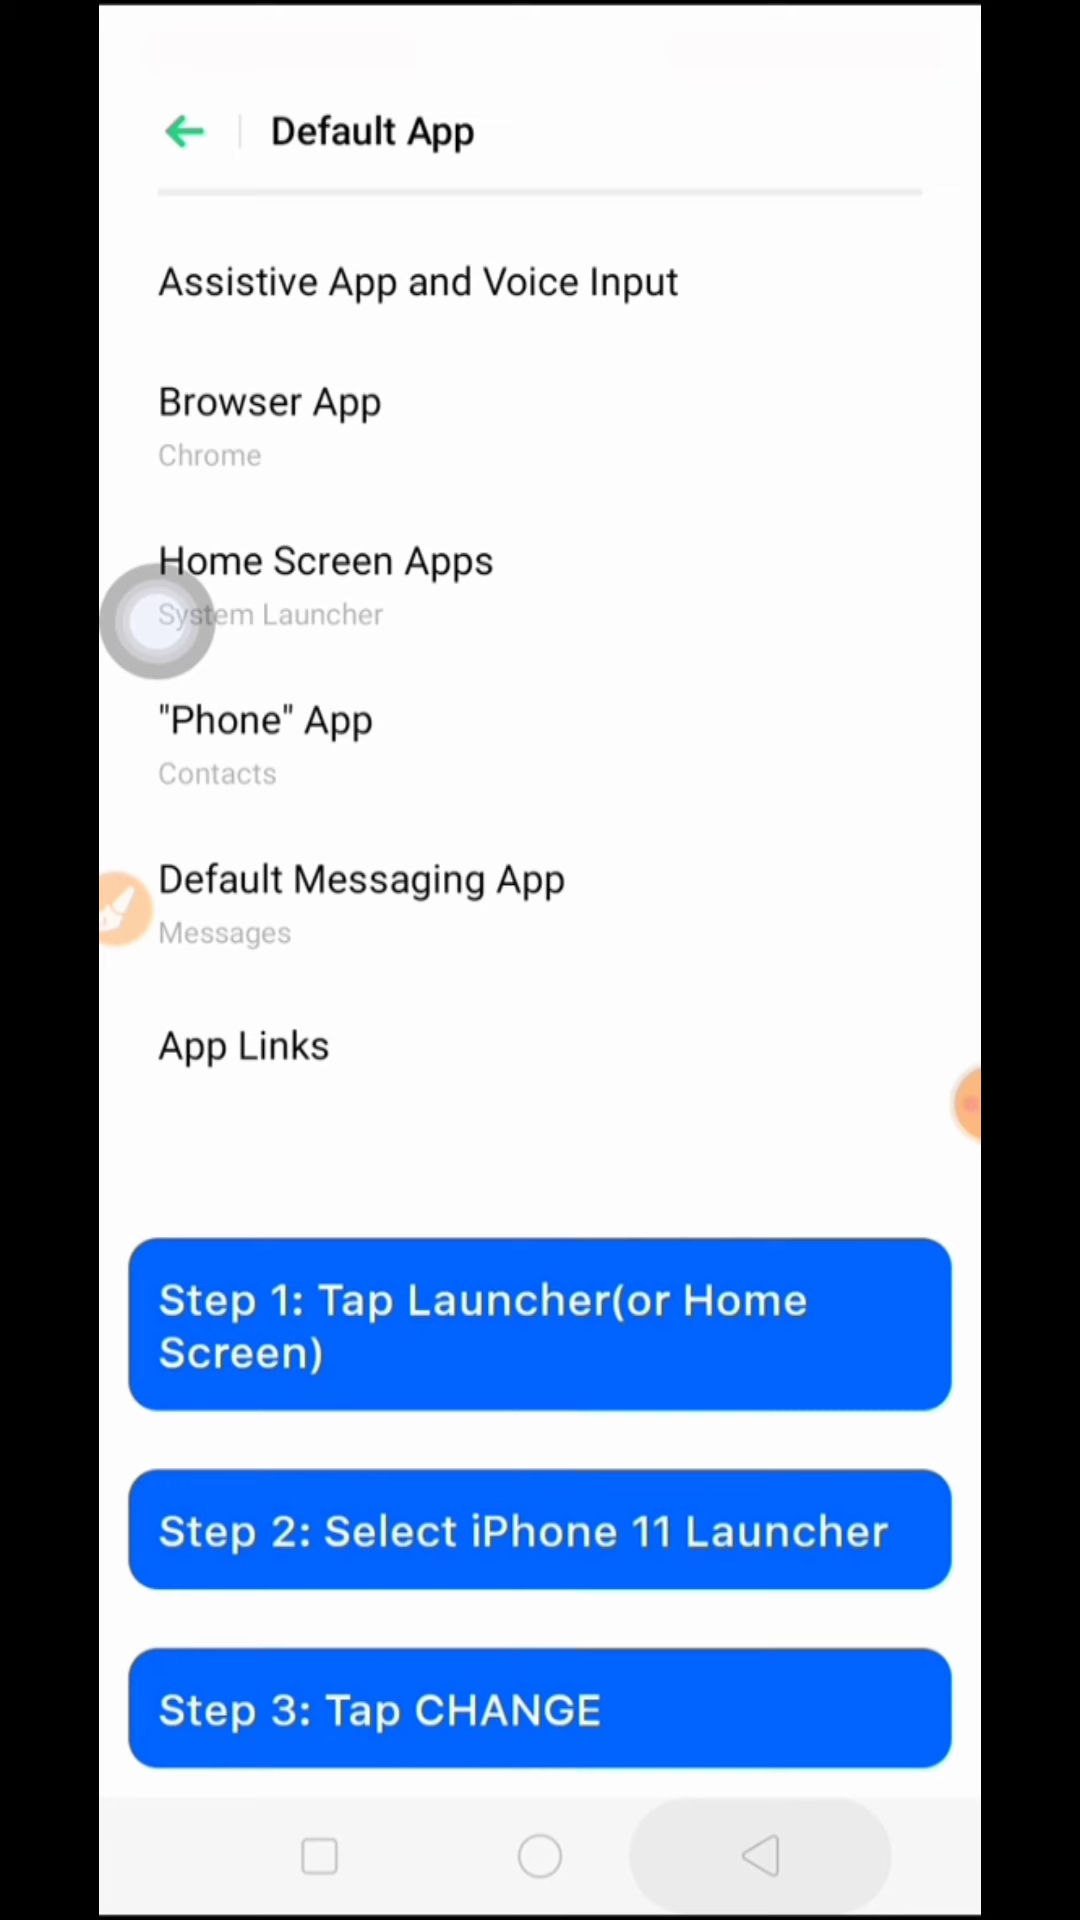 Default App
Assistive App and Voice Input
Browser App
Chrome
Home Screen Apps
System Launcher
"Phone" App
Contacts
Default Messaging App
Messages
App Links
Step 1: Tap Launcher(or Home
Screen)
Step 2: Select iPhone 11 Launcher
Step 3: Tap CHANGE